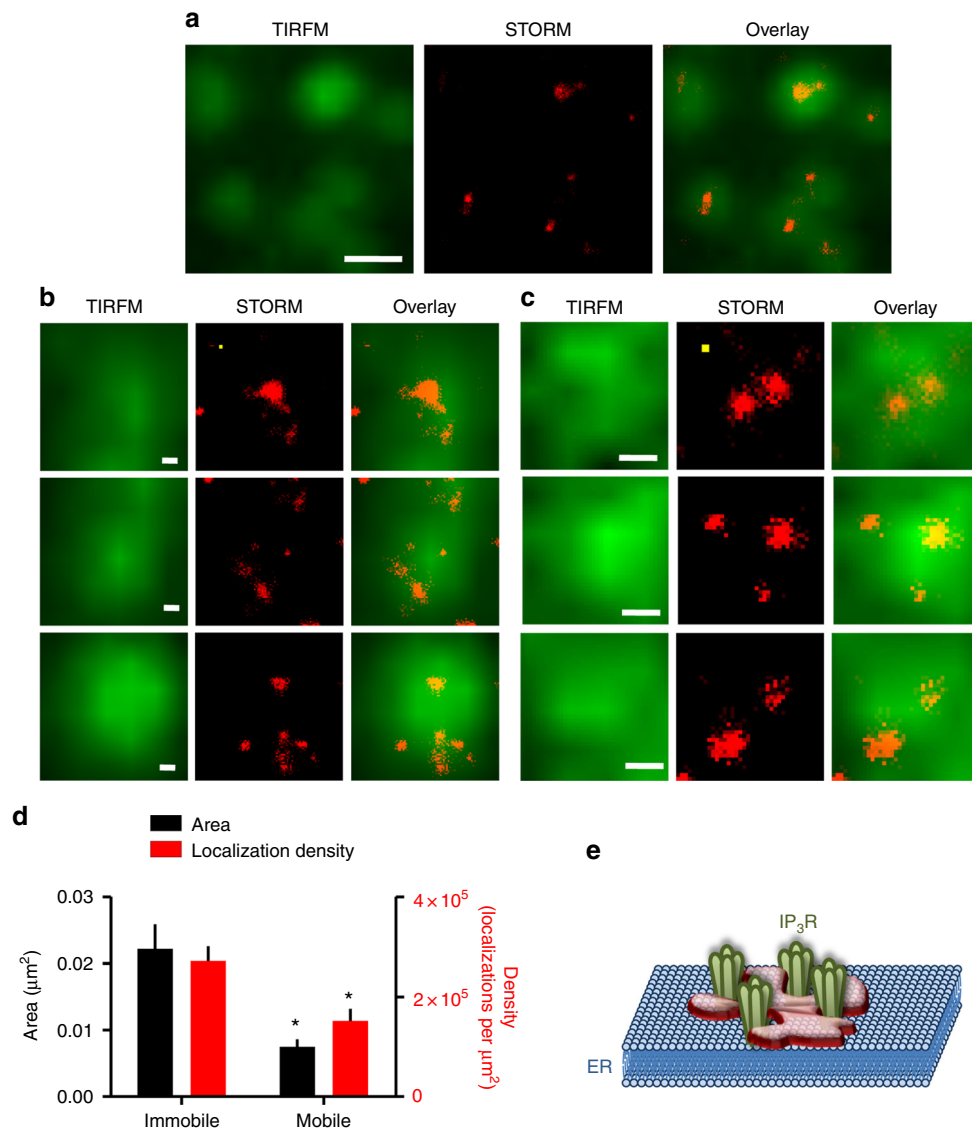 a
TIRFM STORM Overlay
b
TIRFM STORM Overlay
c
TIRFM STORM Overlay
d
Area
Localization density
0.03
0.02
0.01
0.00
Area (μm²)
4 × 10⁵
2 × 10⁵
0
Density
(localizations per μm²)
*
*
Immobile Mobile
e
IP₃R
ER